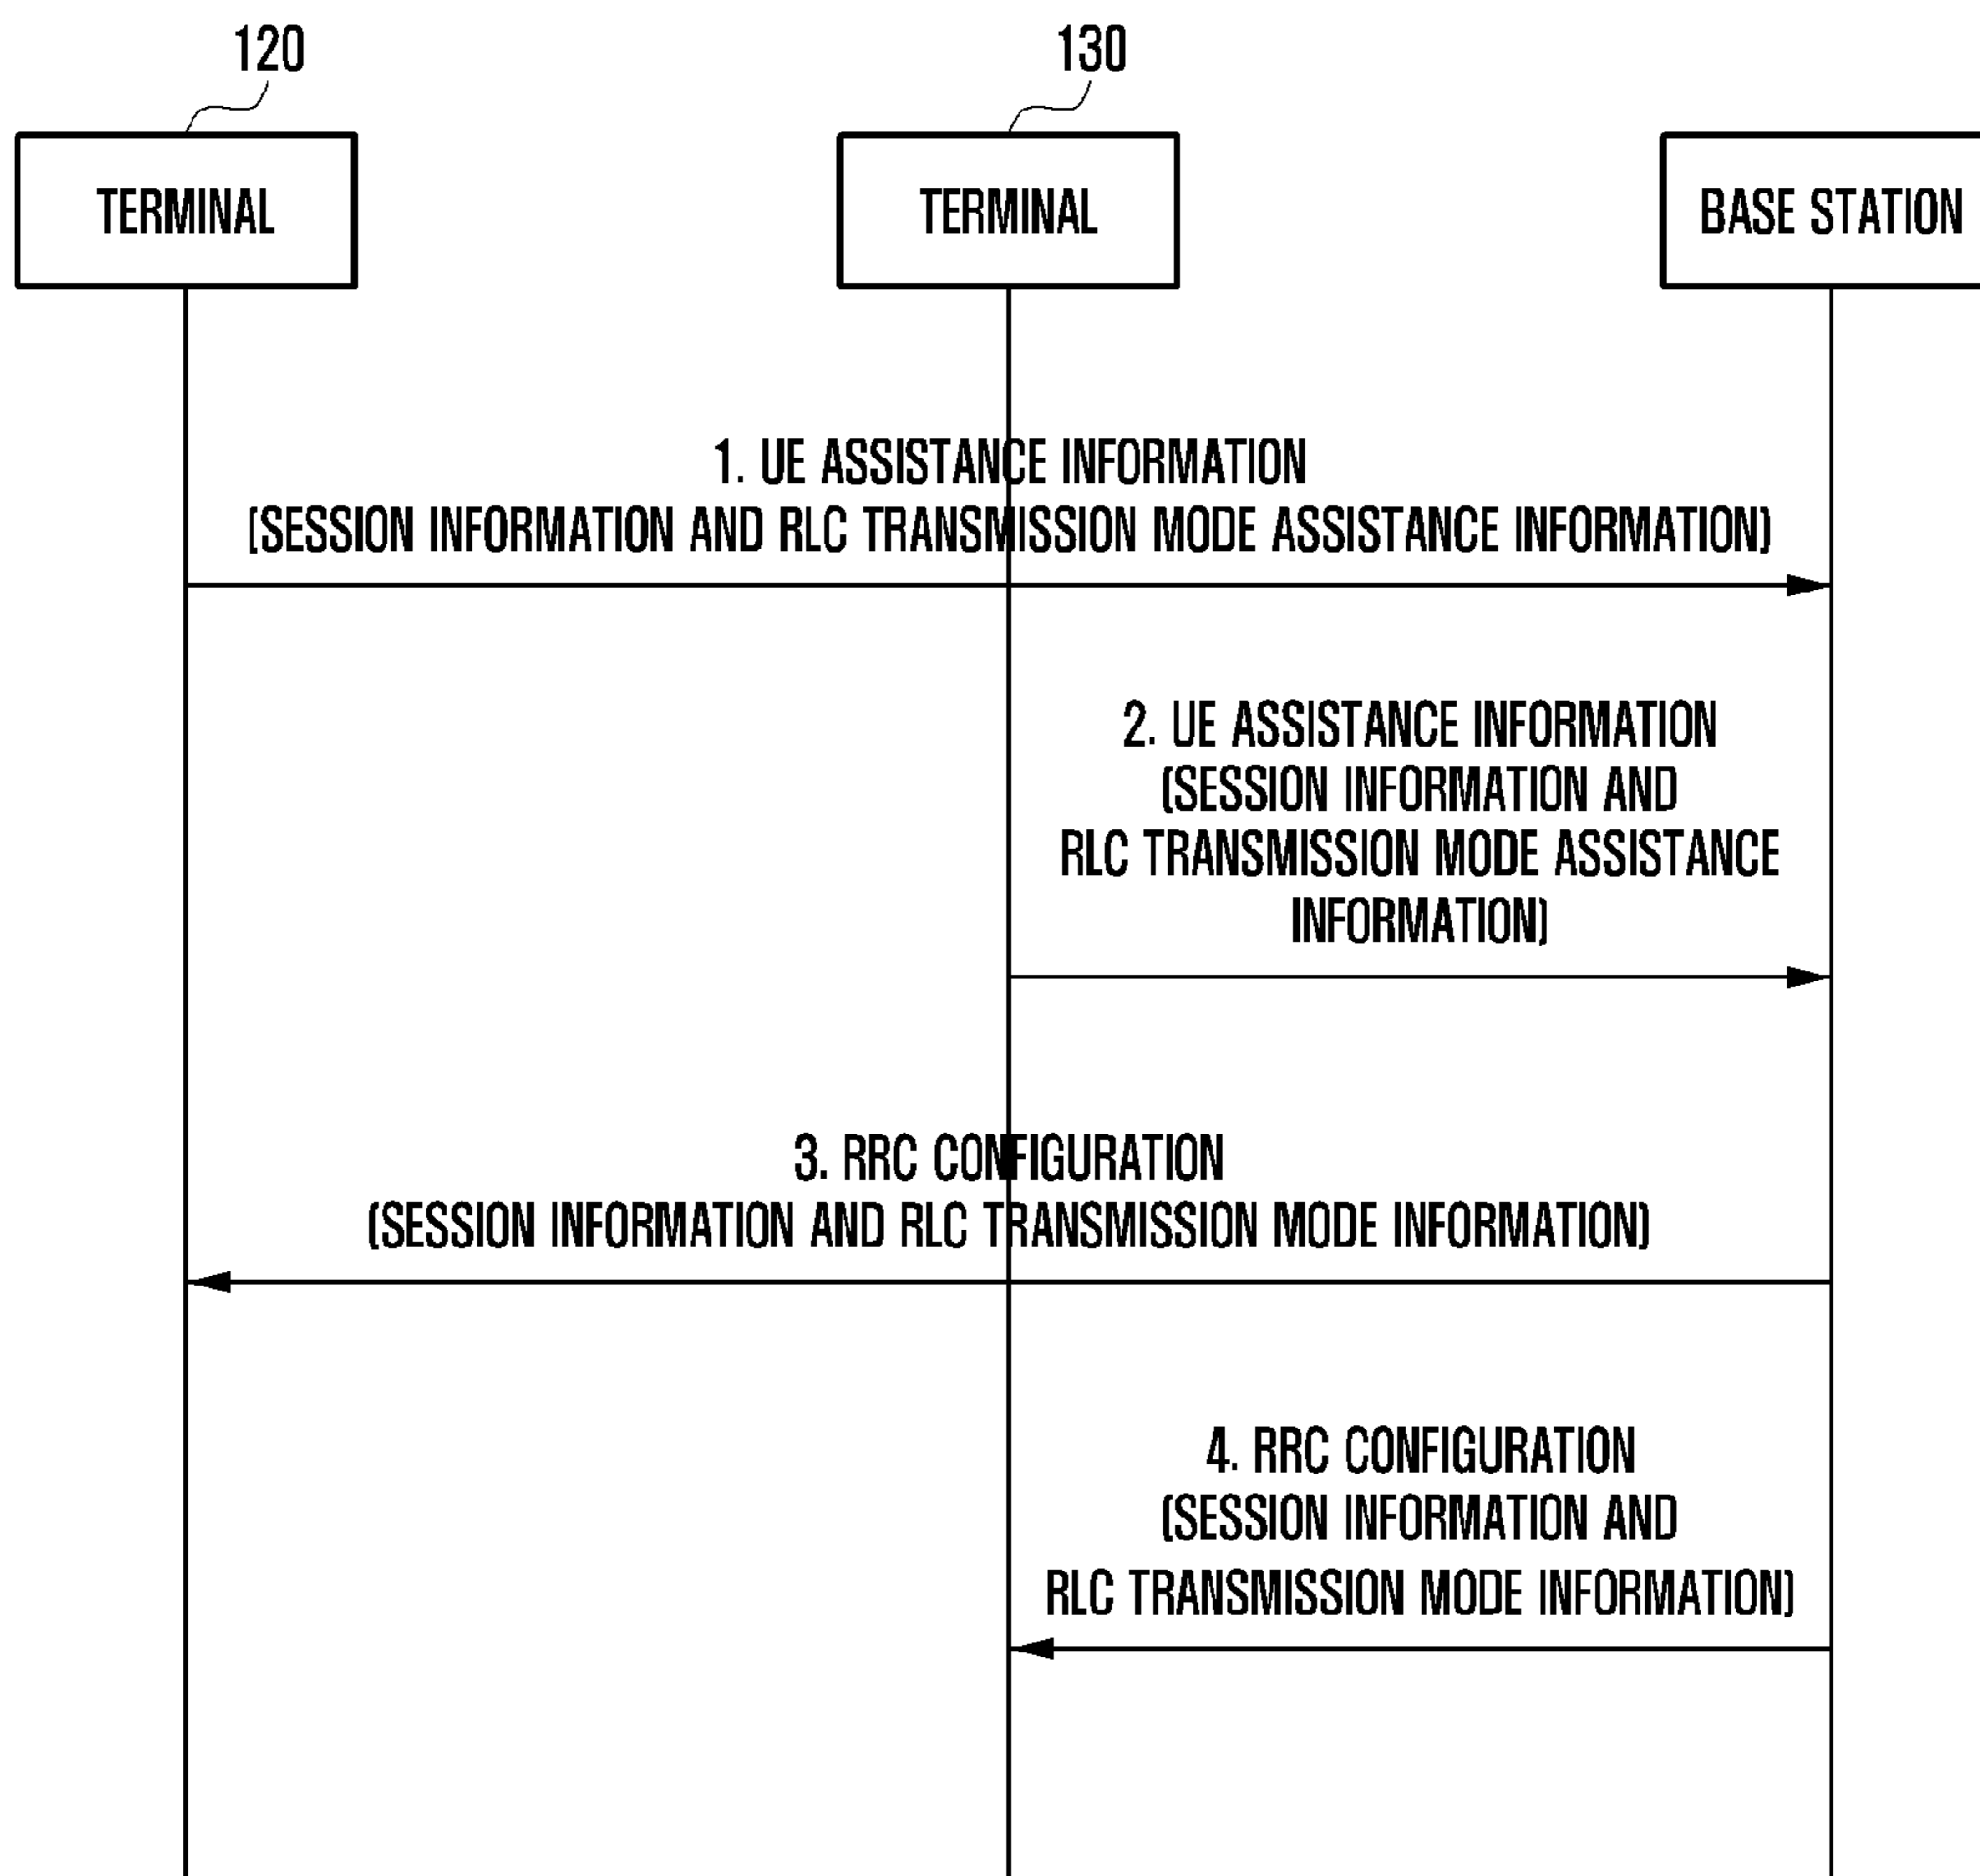 120
130
TERMINAL
TERMINAL
BASE STATION
1. UE ASSISTANCE INFORMATION
(SESSION INFORMATION AND RLC TRANSMISSION MODE ASSISTANCE INFORMATION)
2. UE ASSISTANCE INFORMATION
(SESSION INFORMATION AND
RLC TRANSMISSION MODE ASSISTANCE
INFORMATION)
3. RRC CONFIGURATION
(SESSION INFORMATION AND RLC TRANSMISSION MODE INFORMATION)
4. RRC CONFIGURATION
(SESSION INFORMATION AND
RLC TRANSMISSION MODE INFORMATION)